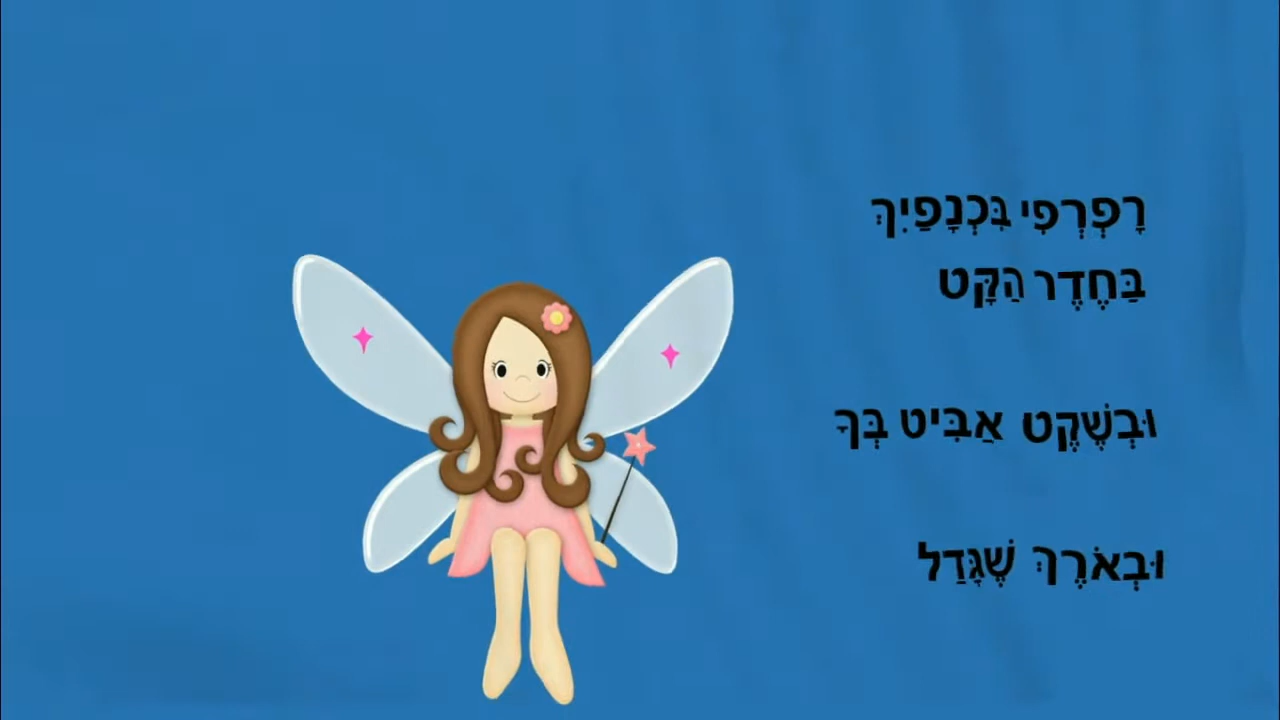 רָפְרְפִי בִּכְנָפַיִךְ
בַּחֶדֶר הַקָּט
וּבְשֶׁקֶט אַבִּיט בְּךָ
וּבְאֹרֶךְ שֶׁגָּדַל